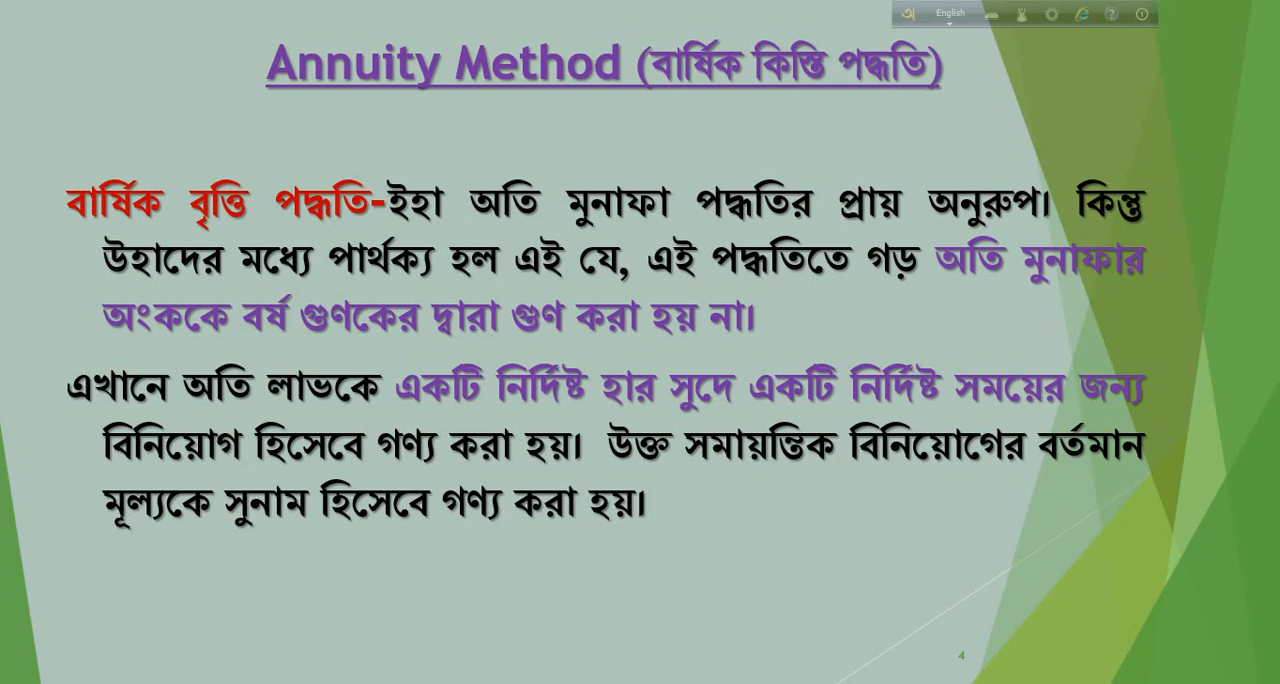 অ English
Annuity Method (বার্ষিক কিস্তি পদ্ধতি)
বার্ষিক বৃত্তি পদ্ধতি-ইহা অতি মুনাফা পদ্ধতির প্রায় অনুরুপ। কিন্তু
উহাদের মধ্যে পার্থক্য হল এই যে, এই পদ্ধতিতে গড় অতি মুনাফার
অংককে বর্ষ গুণকের দ্বারা গুণ করা হয় না।
এখানে অতি লাভকে একটি নির্দিষ্ট হার সুদে একটি নির্দিষ্ট সময়ের জন্য
বিনিয়োগ হিসেবে গণ্য করা হয়। উক্ত সমায়ন্তিক বিনিয়োগের বর্তমান
মূল্যকে সুনাম হিসেবে গণ্য করা হয়।
4